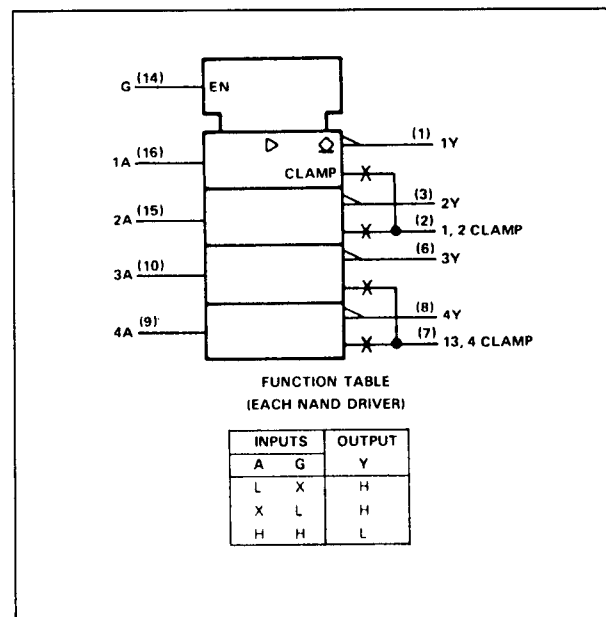 G (14) EN
1A (16) (1) 1Y
CLAMP
2A (15) (3) 2Y
(2) 1, 2 CLAMP
3A (10) (6) 3Y
4A (9) (8) 4Y
(7) 13, 4 CLAMP
FUNCTION TABLE
(EACH NAND DRIVER)
INPUTS OUTPUT
A G Y
L X H
X L H
H H L